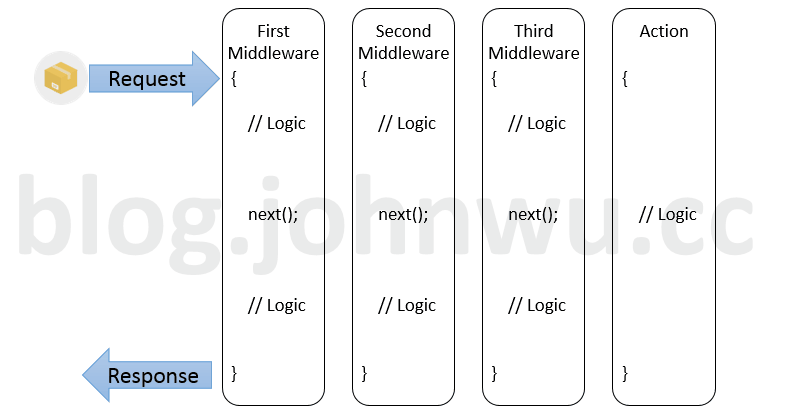 First
Middleware
Second
Middleware
Third
Middleware
Action
Request
{
{
{
{
// Logic
// Logic
// Logic
next();
next();
next();
// Logic
blog.johnwu.cc
// Logic
// Logic
// Logic
Response
}
}
}
}